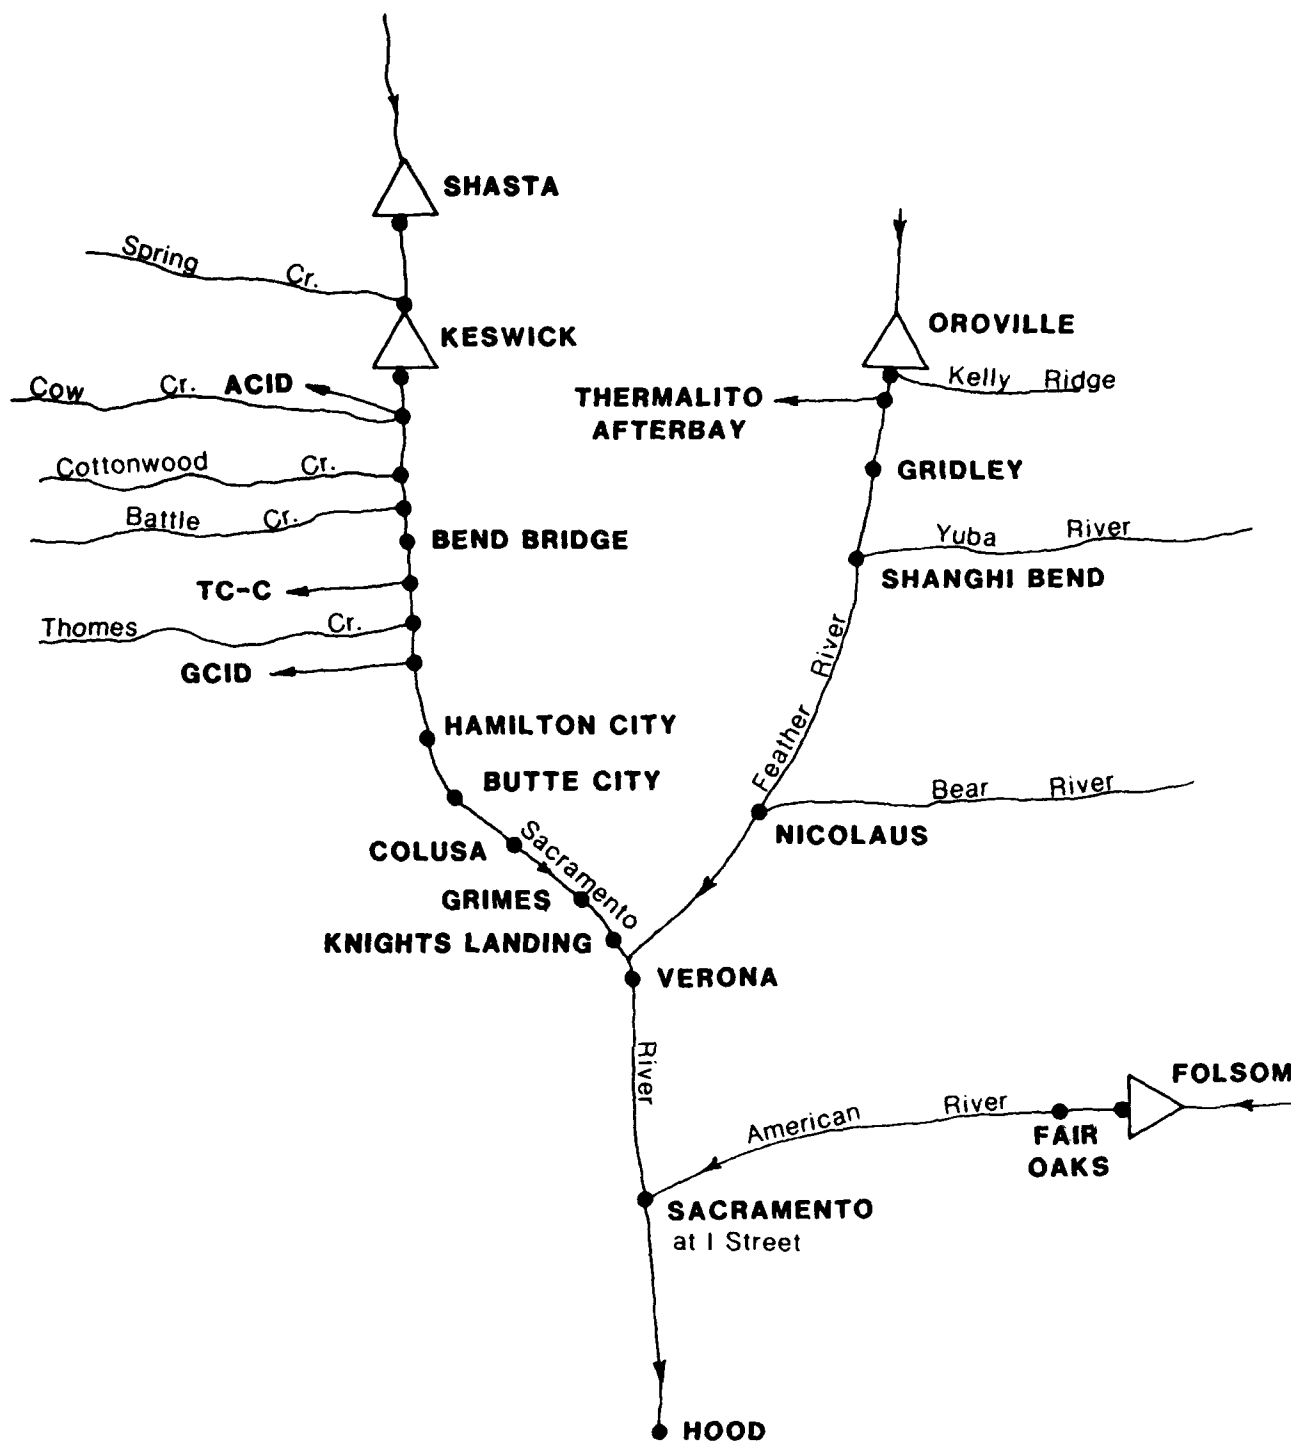 SHASTA
Spring Cr.
KESWICK
OROVILLE
Kelly Ridge
Cow Cr.
ACID
THERMALITO
AFTERBAY
Cottonwood Cr.
GRIDLEY
Battle Cr.
BEND BRIDGE
Yuba River
SHANGHI BEND
TC-C
Thomes Cr.
GCID
Feather River
HAMILTON CITY
BUTTE CITY
Bear River
NICOLAUS
COLUSA
Sacramento
GRIMES
KNIGHTS LANDING
VERONA
River
FOLSOM
American River
FAIR
OAKS
SACRAMENTO
at I Street
HOOD